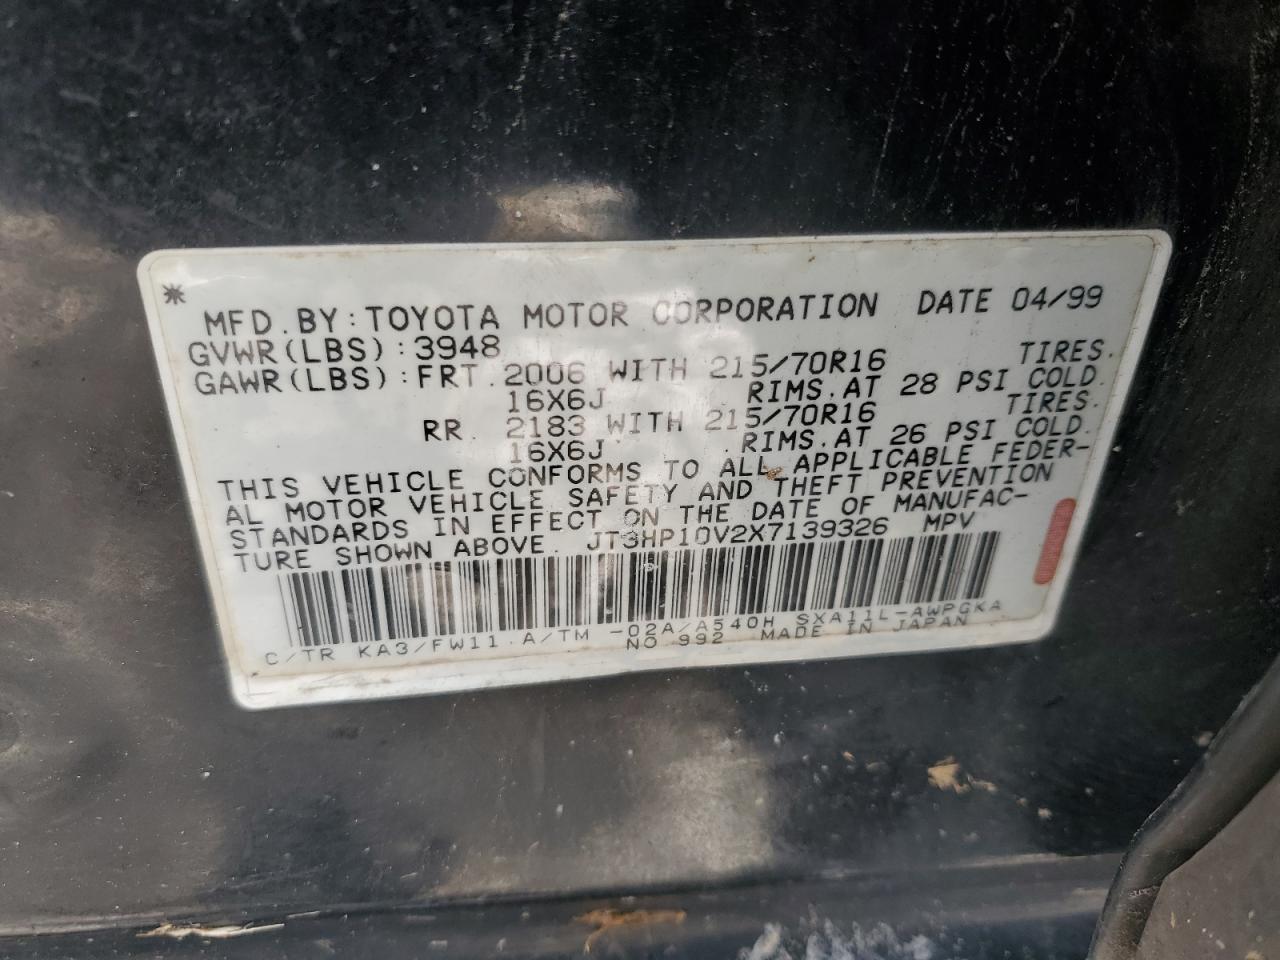 MFD. BY: TOYOTA MOTOR CORPORATION DATE 04/99
GVWR(LBS): 3948
GAWR(LBS): FRT. 2006 WITH 215/70R16 TIRES.
16X6J RIMS. AT 28 PSI COLD.
RR. 2183 WITH 215/70R16 TIRES.
16X6J RIMS. AT 26 PSI COLD.
THIS VEHICLE CONFORMS TO ALL APPLICABLE FEDER-
AL MOTOR VEHICLE SAFETY AND THEFT PREVENTION
STANDARDS IN EFFECT ON THE DATE OF MANUFAC-
TURE SHOWN ABOVE. JT3HP10V2X7139326 MPV
C/TR KA3/FW11 A/TM -02A/A540H SXA11L-AWPGKA
NO 992 MADE IN JAPAN